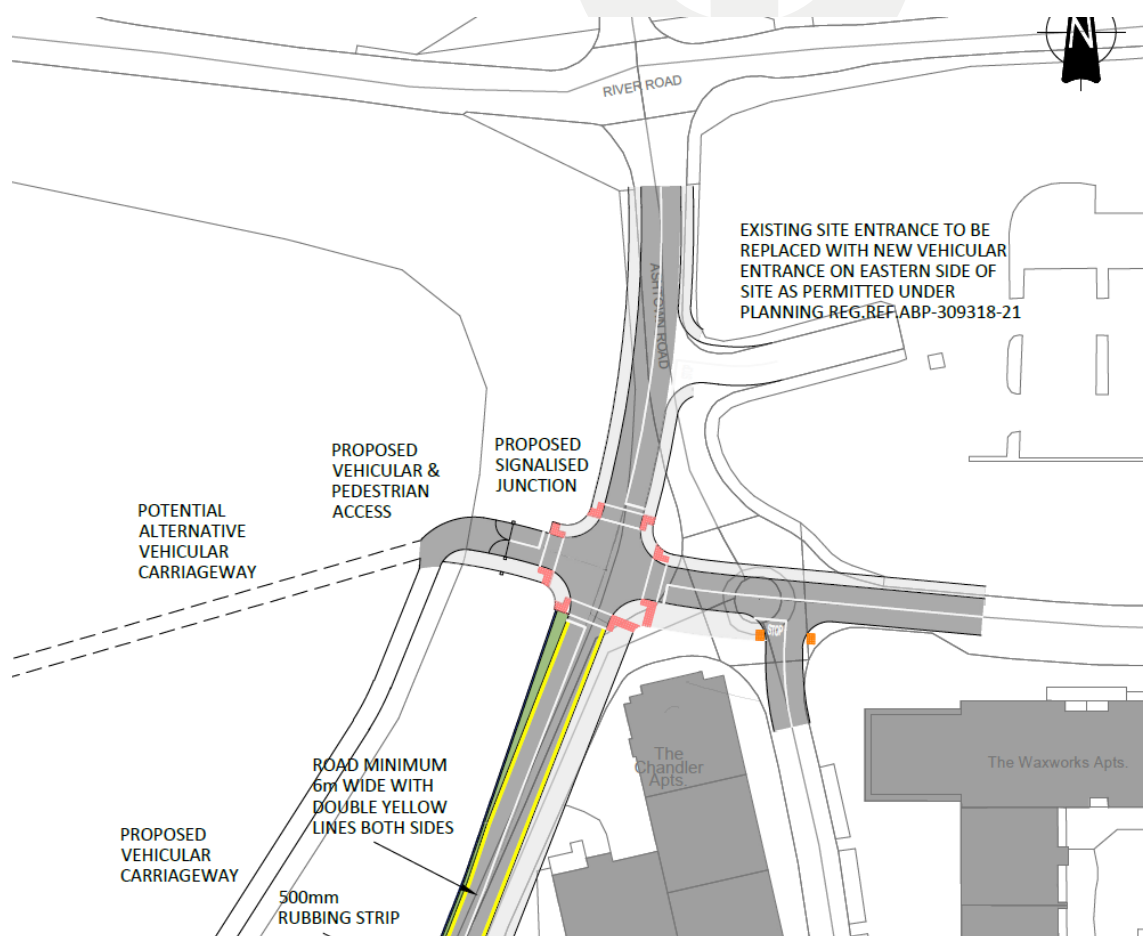 N
RIVER ROAD
EXISTING SITE ENTRANCE TO BE
REPLACED WITH NEW VEHICULAR
ENTRANCE ON EASTERN SIDE OF
SITE AS PERMITTED UNDER
PLANNING REG.REF.ABP-309318-21
ASHTOWN ROAD
PROPOSED
VEHICULAR &
PEDESTRIAN
ACCESS
PROPOSED
SIGNALISED
JUNCTION
POTENTIAL
ALTERNATIVE
VEHICULAR
CARRIAGEWAY
STOP
The
Chandler
Apts.
The Waxworks Apts.
ROAD MINIMUM
6m WIDE WITH
DOUBLE YELLOW
LINES BOTH SIDES
PROPOSED
VEHICULAR
CARRIAGEWAY
500mm
RUBBING STRIP